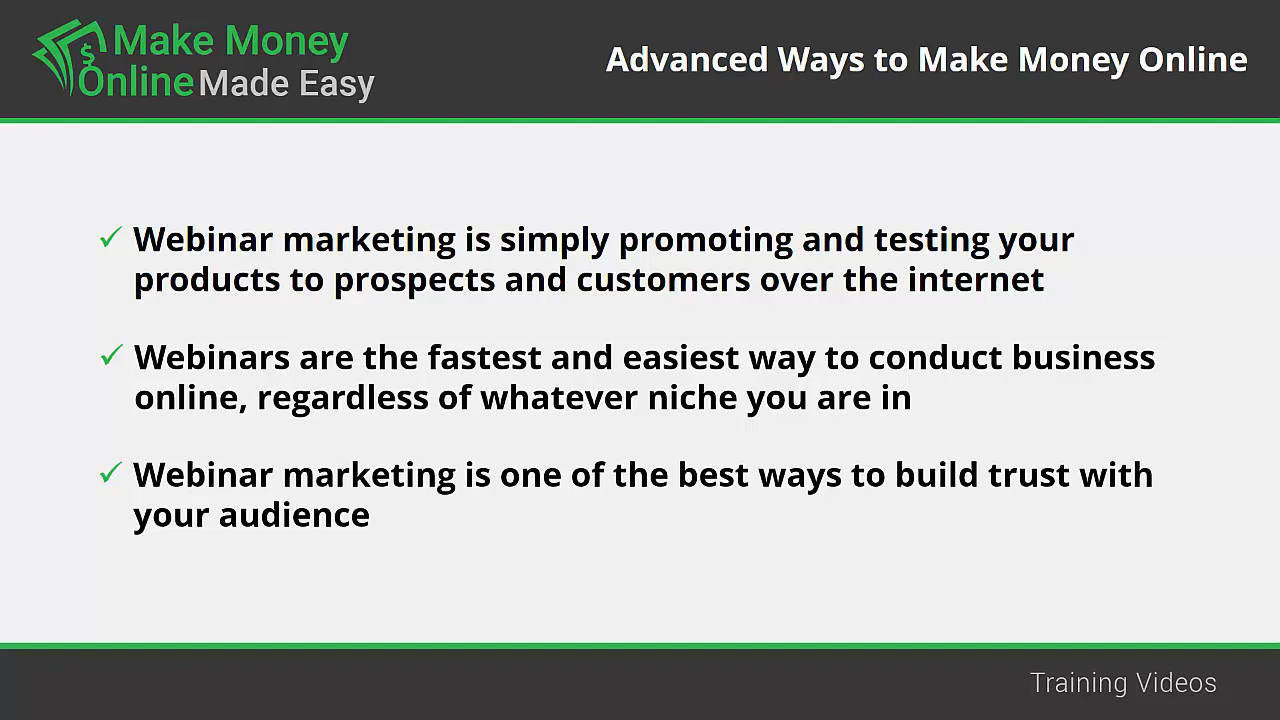 Make Money
$
Online Made Easy
Advanced Ways to Make Money Online
✓ Webinar marketing is simply promoting and testing your
products to prospects and customers over the internet
✓ Webinars are the fastest and easiest way to conduct business
online, regardless of whatever niche you are in
✓ Webinar marketing is one of the best ways to build trust with
your audience
Training Videos